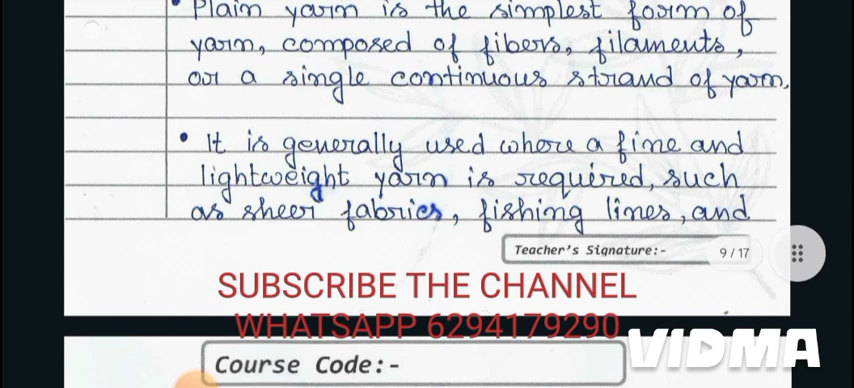 • Plain yarn is the simplest form of
yarn, composed of fibers, filaments,
or a single continuous strand of yarn.
• It is generally used where a fine and
lightweight yarn is required, such
as sheer fabrics, fishing lines, and
Teacher's Signature:-
9/17
SUBSCRIBE THE CHANNEL
WHATSAPP 6294179290
VIDMA
Course Code:-